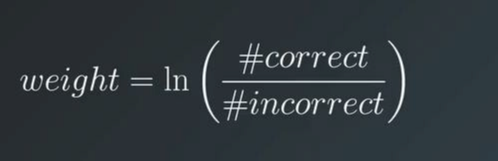 weight = ln ( #correct / #incorrect )